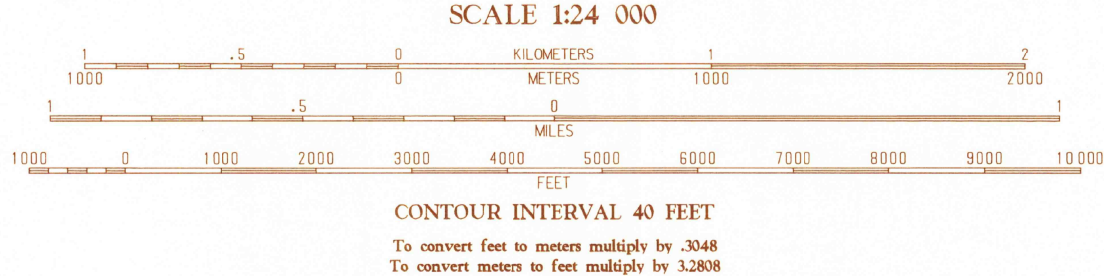 SCALE 1:24 000
1 .5 0 KILOMETERS 1 2
1000 0 METERS 1000 2000
1 .5 0 1
MILES
1000 0 1000 2000 3000 4000 5000 6000 7000 8000 9000 10 000
FEET
CONTOUR INTERVAL 40 FEET
To convert feet to meters multiply by .3048
To convert meters to feet multiply by 3.2808